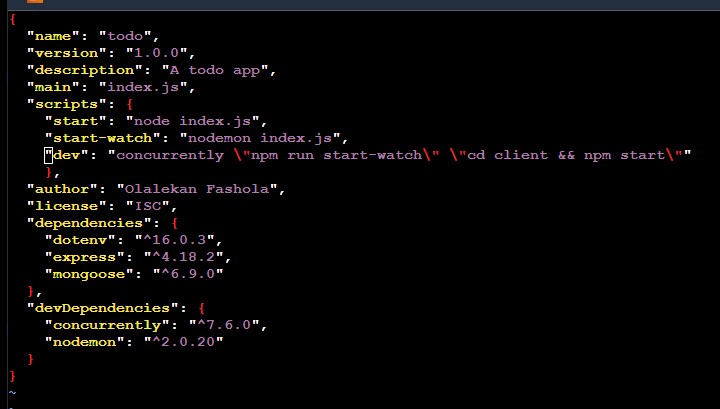 {
  "name": "todo",
  "version": "1.0.0",
  "description": "A todo app",
  "main": "index.js",
  "scripts": {
    "start": "node index.js",
    "start-watch": "nodemon index.js",
    "dev": "concurrently \"npm run start-watch\" \"cd client && npm start\""
    },
  "author": "Olalekan Fashola",
  "license": "ISC",
  "dependencies": {
    "dotenv": "^16.0.3",
    "express": "^4.18.2",
    "mongoose": "^6.9.0"
  },
  "devDependencies": {
    "concurrently": "^7.6.0",
    "nodemon": "^2.0.20"
  }
}
~